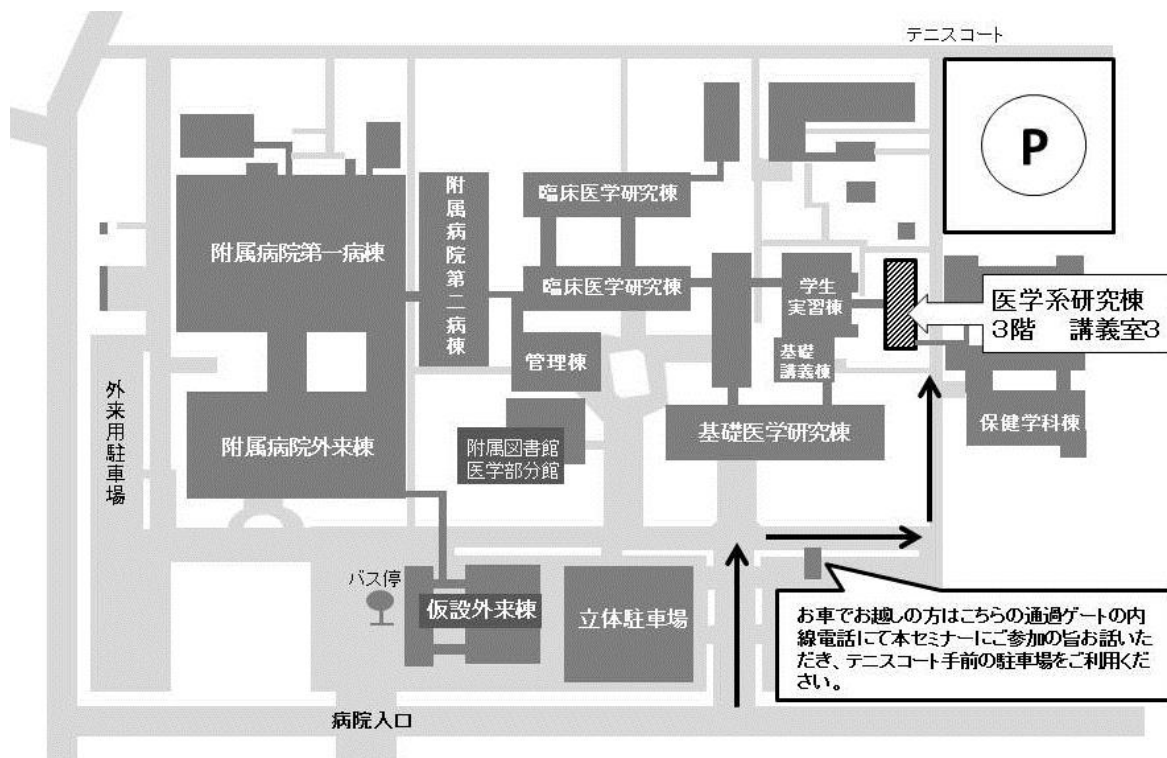 テニスコート
P
附属病院第一病棟
附属病院第二病棟
臨床医学研究棟
臨床医学研究棟
学生
実習棟
医学系研究棟
3階 講義室3
管理棟
基礎
講義棟
外来用駐車場
附属病院外来棟
附属図書館
医学部分館
基礎医学研究棟
保健学科棟
バス停
仮設外来棟
立体駐車場
お車でお越しの方はこちらの通過ゲートの内
線電話にて本セミナーにご参加の旨お話いた
だき、テニスコート手前の駐車場をご利用くだ
さい。
病院入口